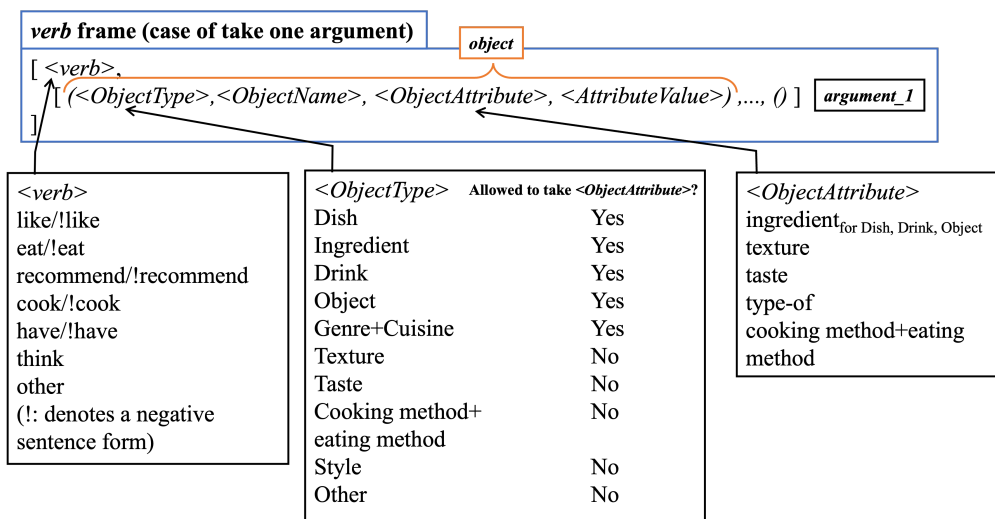 verb frame (case of take one argument)
object
[ <verb>,
[ (<ObjectType>,<ObjectName>, <ObjectAttribute>, <AttributeValue>) ,..., () ]
argument_1
]
<verb>
like/!like
eat/!eat
recommend/!recommend
cook/!cook
have/!have
think
other
(!: denotes a negative
sentence form)
<ObjectType> Allowed to take <ObjectAttribute>?
Dish Yes
Ingredient Yes
Drink Yes
Object Yes
Genre+Cuisine Yes
Texture No
Taste No
Cooking method+ No
eating method
Style No
Other No
<ObjectAttribute>
ingredient for Dish, Drink, Object
texture
taste
type-of
cooking method+eating
method